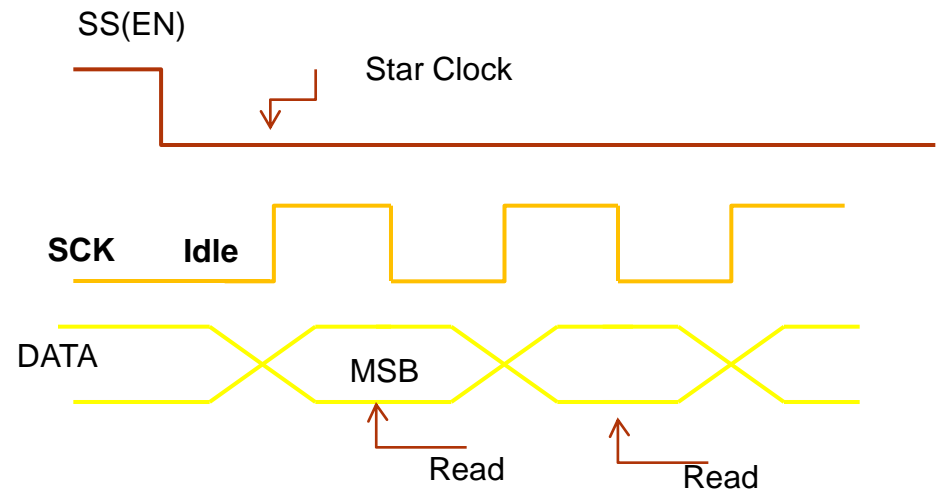 SS(EN)
Star Clock
SCK Idle
DATA
MSB
Read
Read